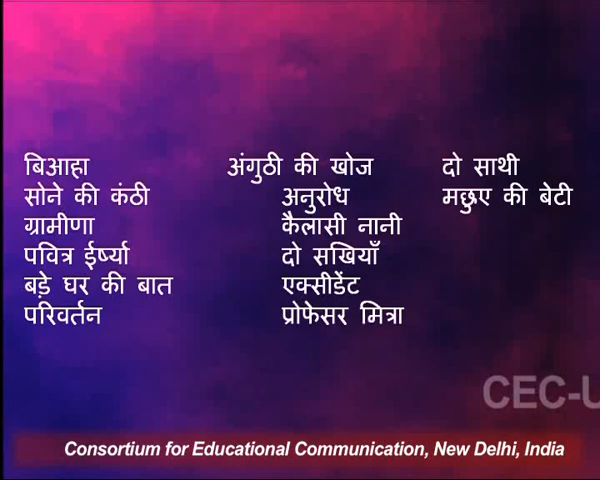 बिआहा अंगुठी की खोज दो साथी
सोने की कंठी अनुरोध मछुए की बेटी
ग्रामीणा कैलासी नानी
पवित्र ईर्ष्या दो सखियाँ
बड़े घर की बात एक्सीडेंट
परिवर्तन प्रोफेसर मित्रा
CEC-U
Consortium for Educational Communication, New Delhi, India